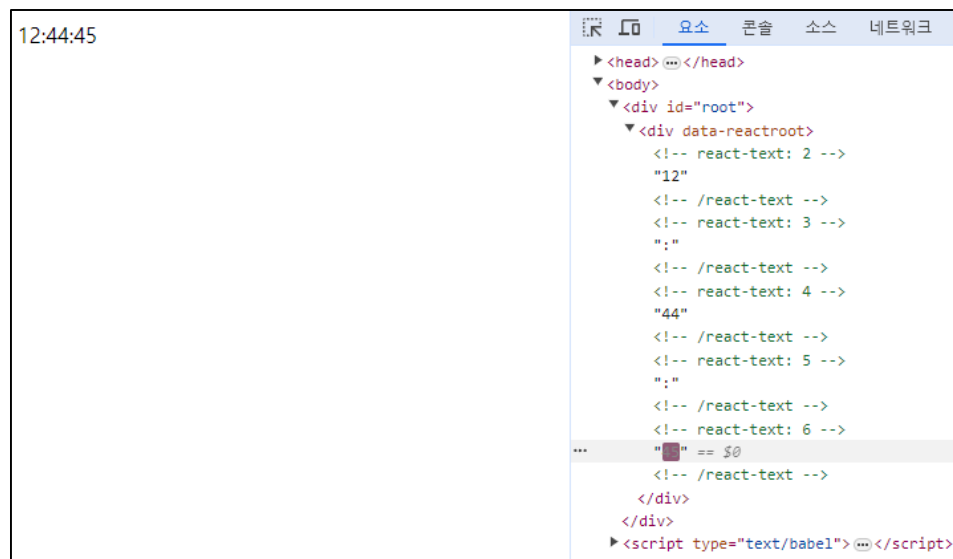 12:44:45
요소 콘솔 소스 네트워크
<head> ··· </head>
<body>
<div id="root">
<div data-reactroot>
<!-- react-text: 2 -->
"12"
<!-- /react-text -->
<!-- react-text: 3 -->
":"
<!-- /react-text -->
<!-- react-text: 4 -->
"44"
<!-- /react-text -->
<!-- react-text: 5 -->
":"
<!-- /react-text -->
<!-- react-text: 6 -->
"45" == $0
<!-- /react-text -->
</div>
</div>
<script type="text/babel"> ··· </script>